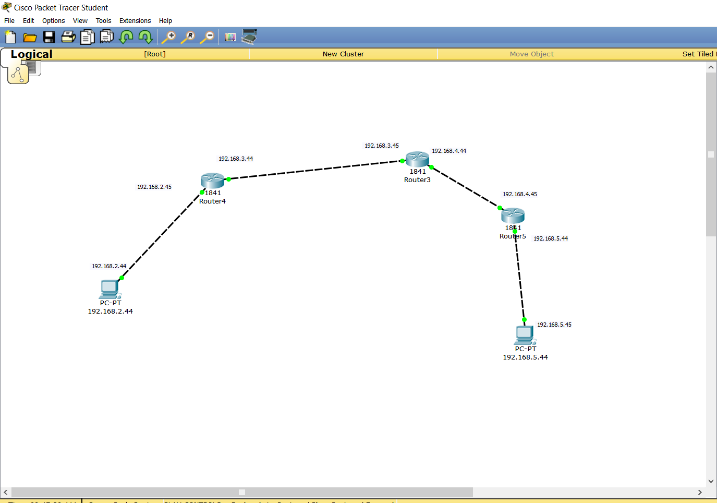 Cisco Packet Tracer Student
File Edit Options View Tools Extensions Help
Logical [Root] New Cluster Move Object Set Tiled
192.168.3.45
192.168.4.44
192.168.3.44
1841
Router3
192.168.2.45
1841
Router4
192.168.4.45
1841
Router5
192.168.5.44
192.168.2.44
PC-PT
192.168.2.44
192.168.5.45
PC-PT
192.168.5.44